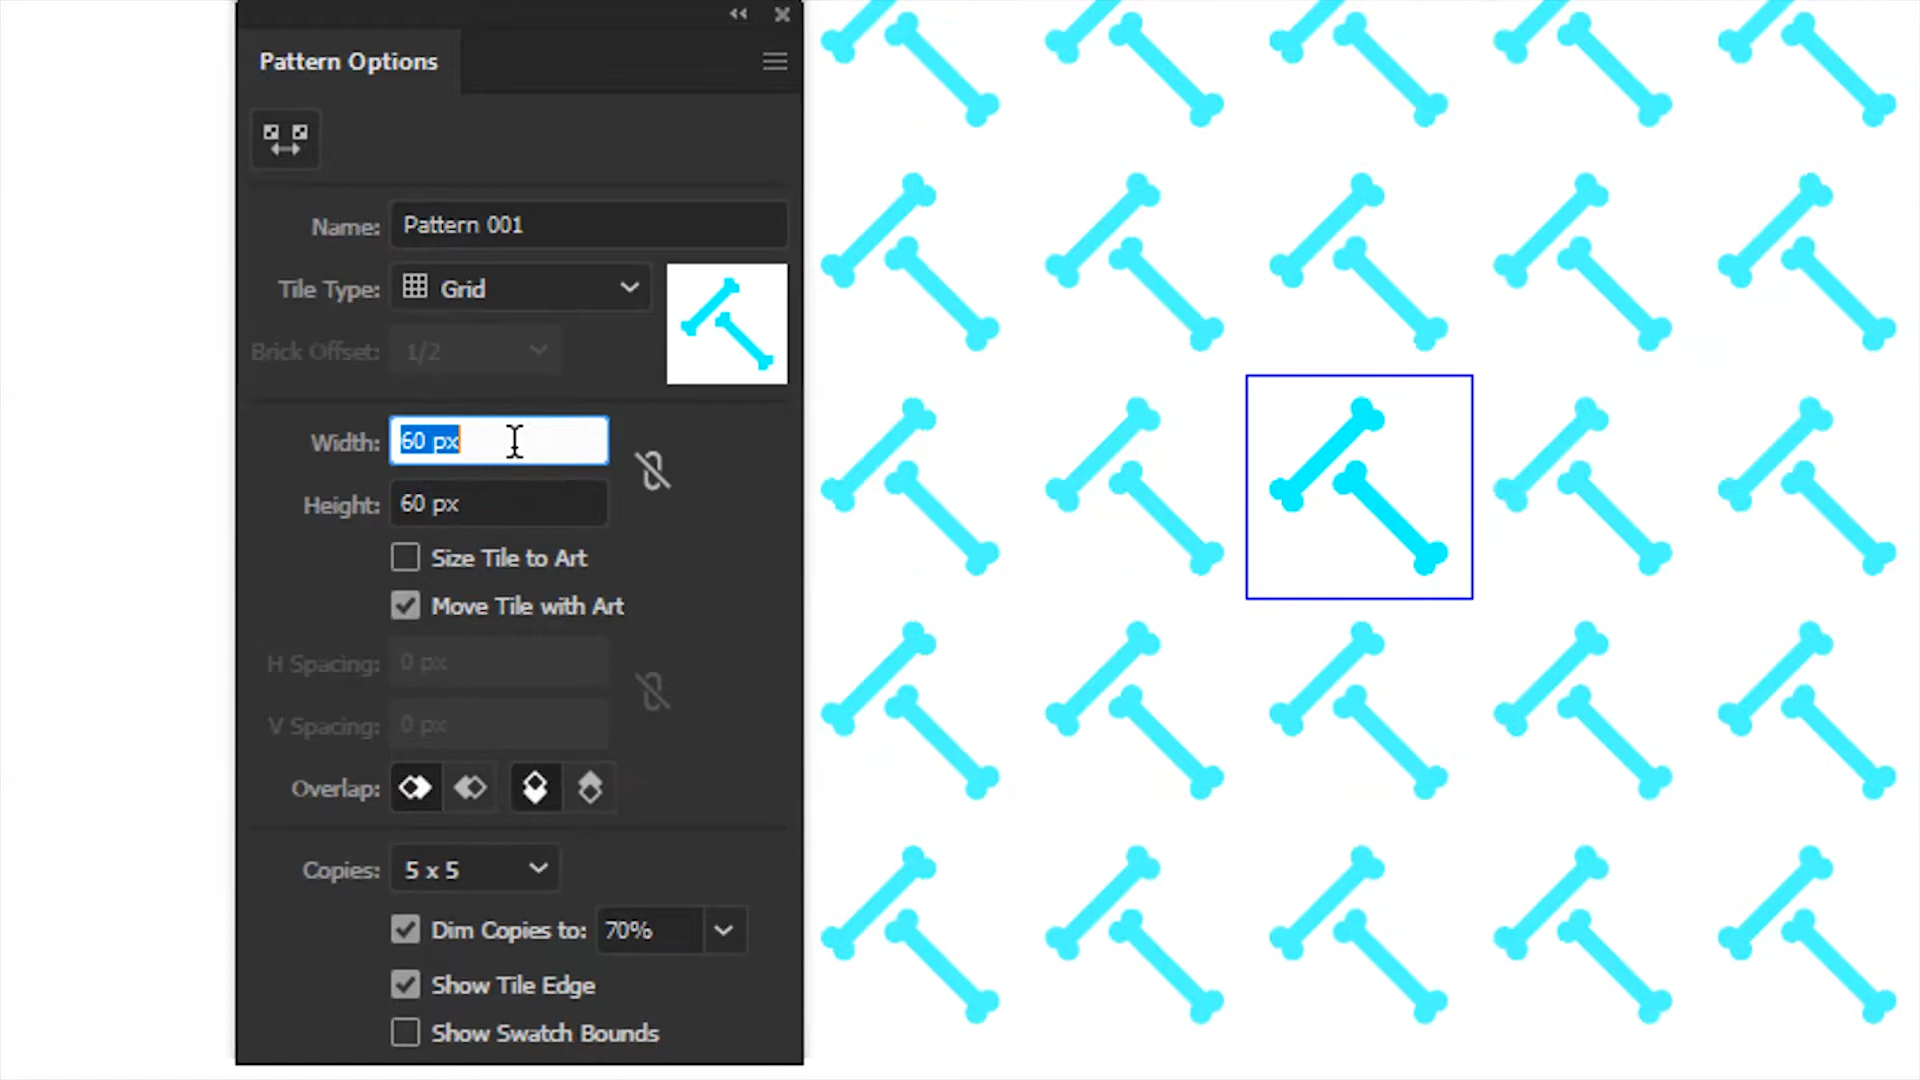 Pattern Options
Name: Pattern 001
Tile Type: Grid
Brick Offset: 1/2
Width: 60 px
Height: 60 px
Size Tile to Art
Move Tile with Art
H Spacing: 0 px
V Spacing: 0 px
Overlap:
Copies: 5 x 5
Dim Copies to: 70%
Show Tile Edge
Show Swatch Bounds